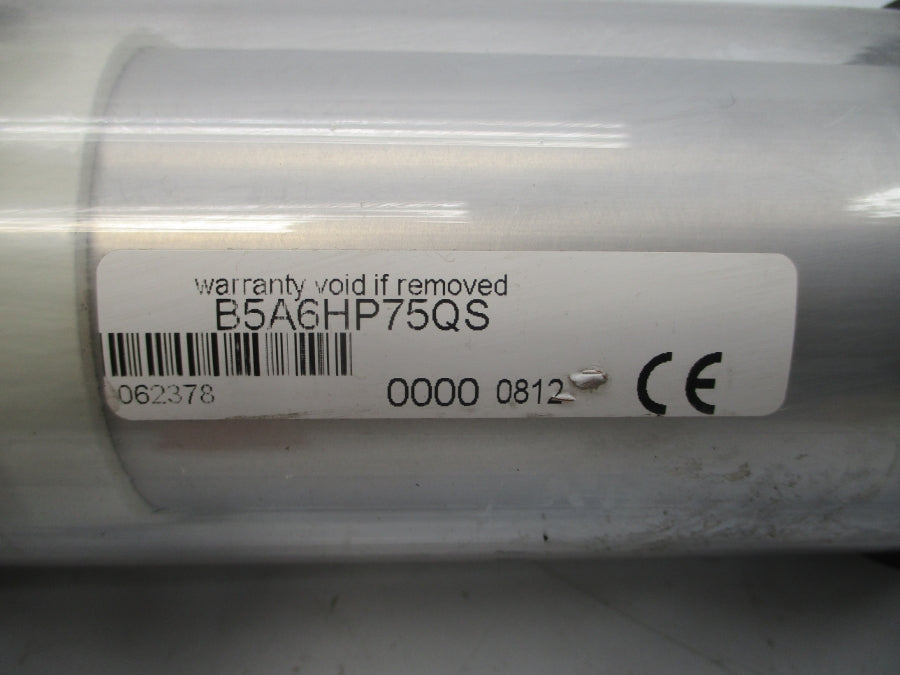 warranty void if removed
B5A6HP75QS
062378 0000 0812 CE